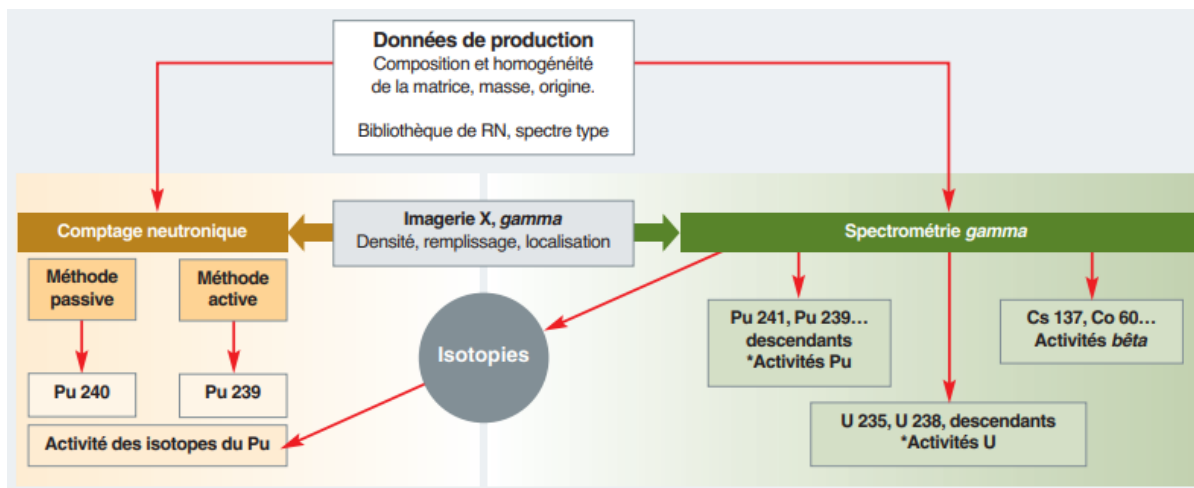 Données de production
Composition et homogénéité
de la matrice, masse, origine.
Bibliothèque de RN, spectre type
Comptage neutronique
Imagerie X, gamma
Densité, remplissage, localisation
Spectrométrie gamma
Méthode
passive
Méthode
active
Pu 240
Pu 239
Activité des isotopes du Pu
Isotopies
Pu 241, Pu 239…
descendants
*Activités Pu
Cs 137, Co 60…
Activités bêta
U 235, U 238, descendants
*Activités U